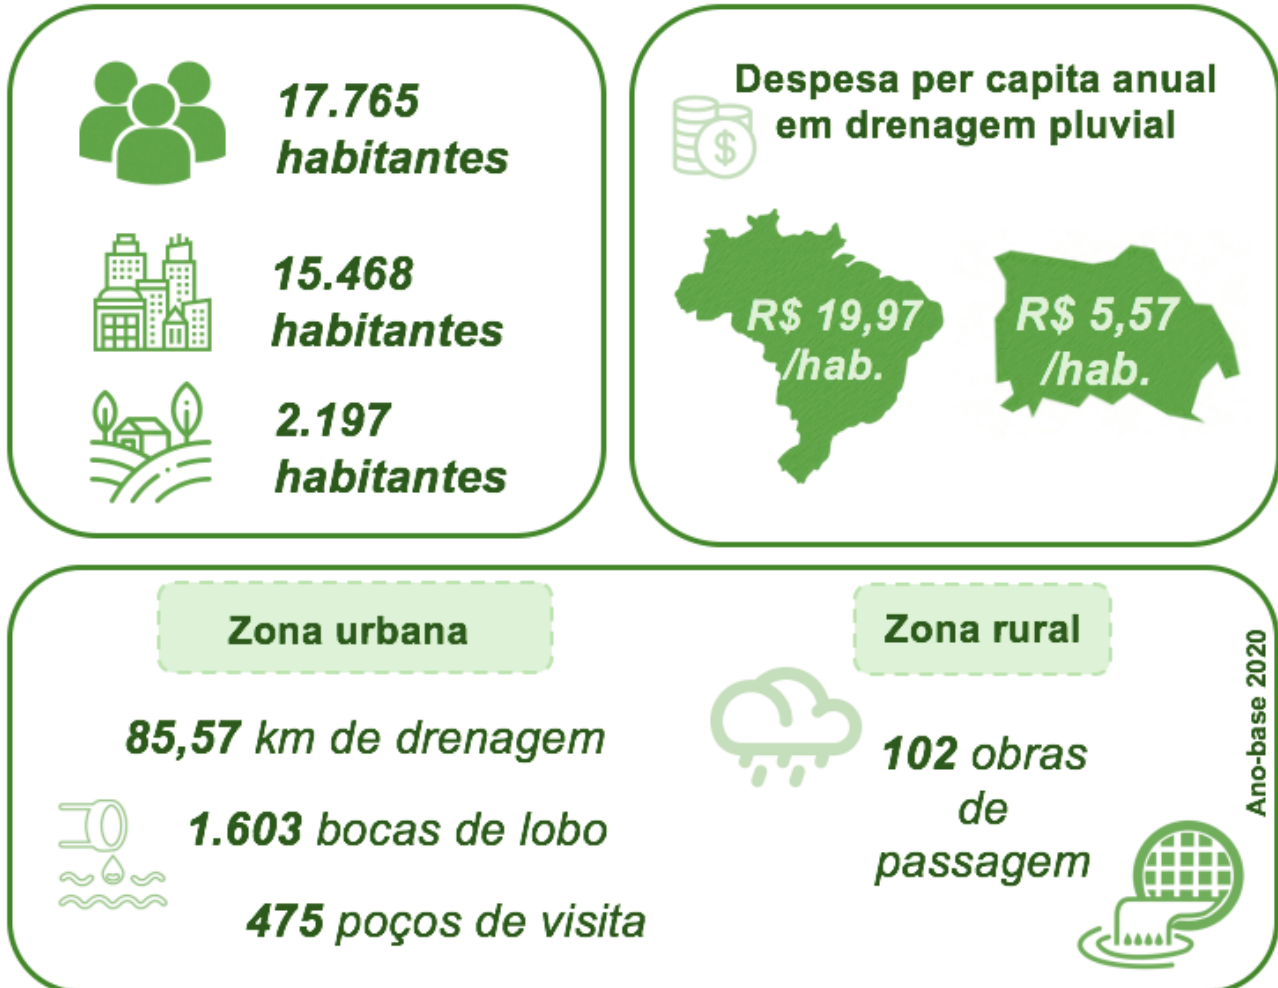 17.765
habitantes
15.468
habitantes
2.197
habitantes
Despesa per capita anual
em drenagem pluvial
$
R$ 19,97
/hab.
R$ 5,57
/hab.
Zona urbana
85,57 km de drenagem
1.603 bocas de lobo
475 poços de visita
Zona rural
102 obras
de
passagem
Ano-base 2020